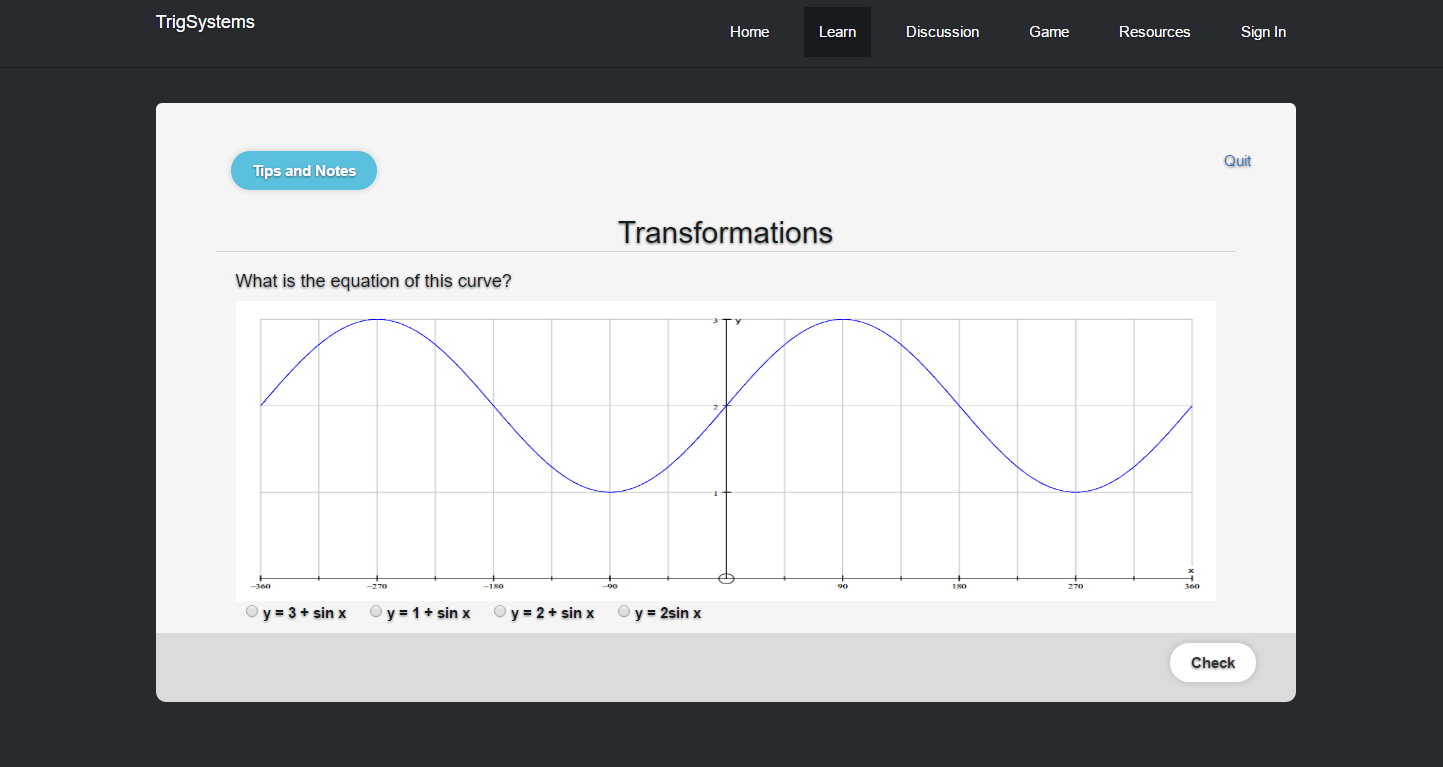 TrigSystems
Home Learn Discussion Game Resources Sign In
Tips and Notes
Quit
Transformations
What is the equation of this curve?
3 y
2
1
x
−360 −270 −180 −90 90 180 270 360
y = 3 + sin x y = 1 + sin x y = 2 + sin x y = 2sin x
Check